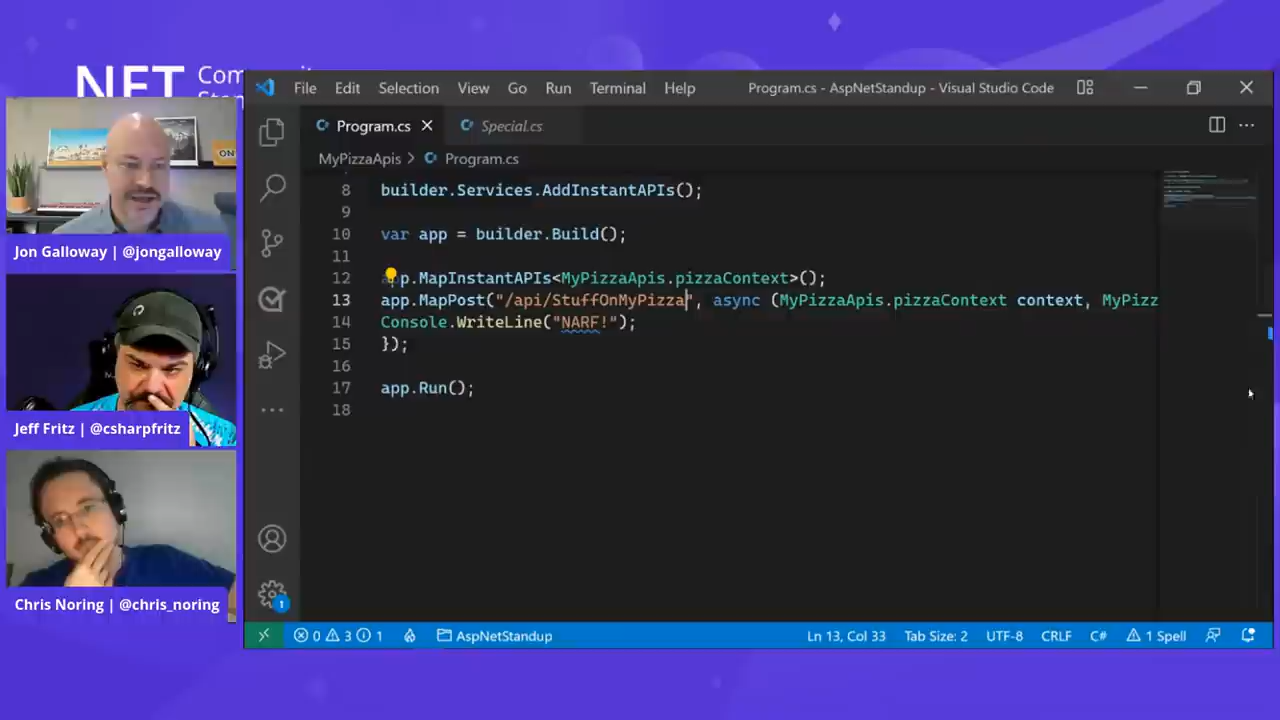 .NET Community
Jon Galloway | @jongalloway
Jeff Fritz | @csharpfritz
Chris Noring | @chris_noring
ON
File Edit Selection View Go Run Terminal Help Program.cs - AspNetStandup - Visual Studio Code
Program.cs Special.cs
MyPizzaApis > Program.cs
8 builder.Services.AddInstantAPIs();
9
10 var app = builder.Build();
11
12 p.MapInstantAPIs<MyPizzaApis.pizzaContext>();
13 app.MapPost("/api/StuffOnMyPizza", async (MyPizzaApis.pizzaContext context, MyPizz
14 Console.WriteLine("NARF!");
15 });
16
17 app.Run();
18
1
0 3 1 AspNetStandup Ln 13, Col 33 Tab Size: 2 UTF-8 CRLF C# 1 Spell